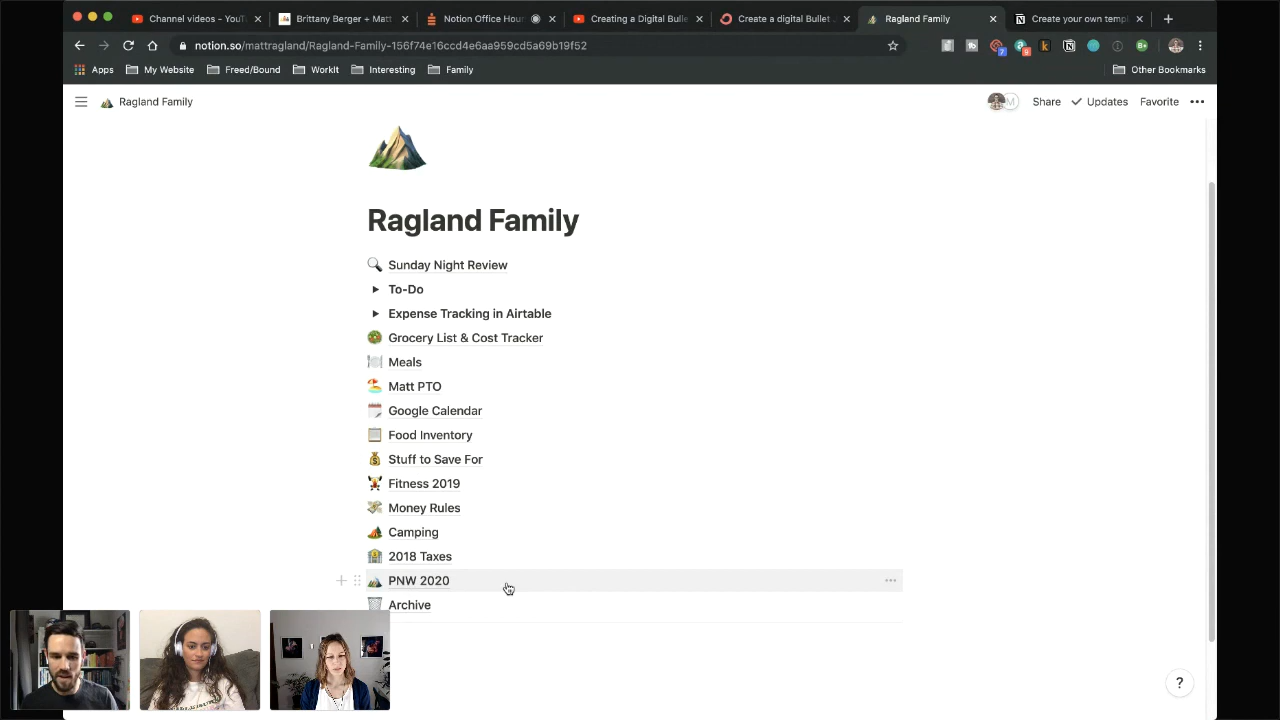 Channel videos - YouT
Brittany Berger + Matt
Notion Office Hour
Creating a Digital Bulle
Create a digital Bullet
Ragland Family
Create your own templ
notion.so/mattragland/Ragland-Family-156f74e16ccd4e6aa959cd5a69b19f52
7
9
Apps
My Website
Freed/Bound
WorkIt
Interesting
Family
Other Bookmarks
Ragland Family
M
Share
Updates
Favorite
Ragland Family
Sunday Night Review
To-Do
Expense Tracking in Airtable
Grocery List & Cost Tracker
Meals
Matt PTO
Google Calendar
Food Inventory
Stuff to Save For
Fitness 2019
Money Rules
Camping
2018 Taxes
PNW 2020
Archive
?